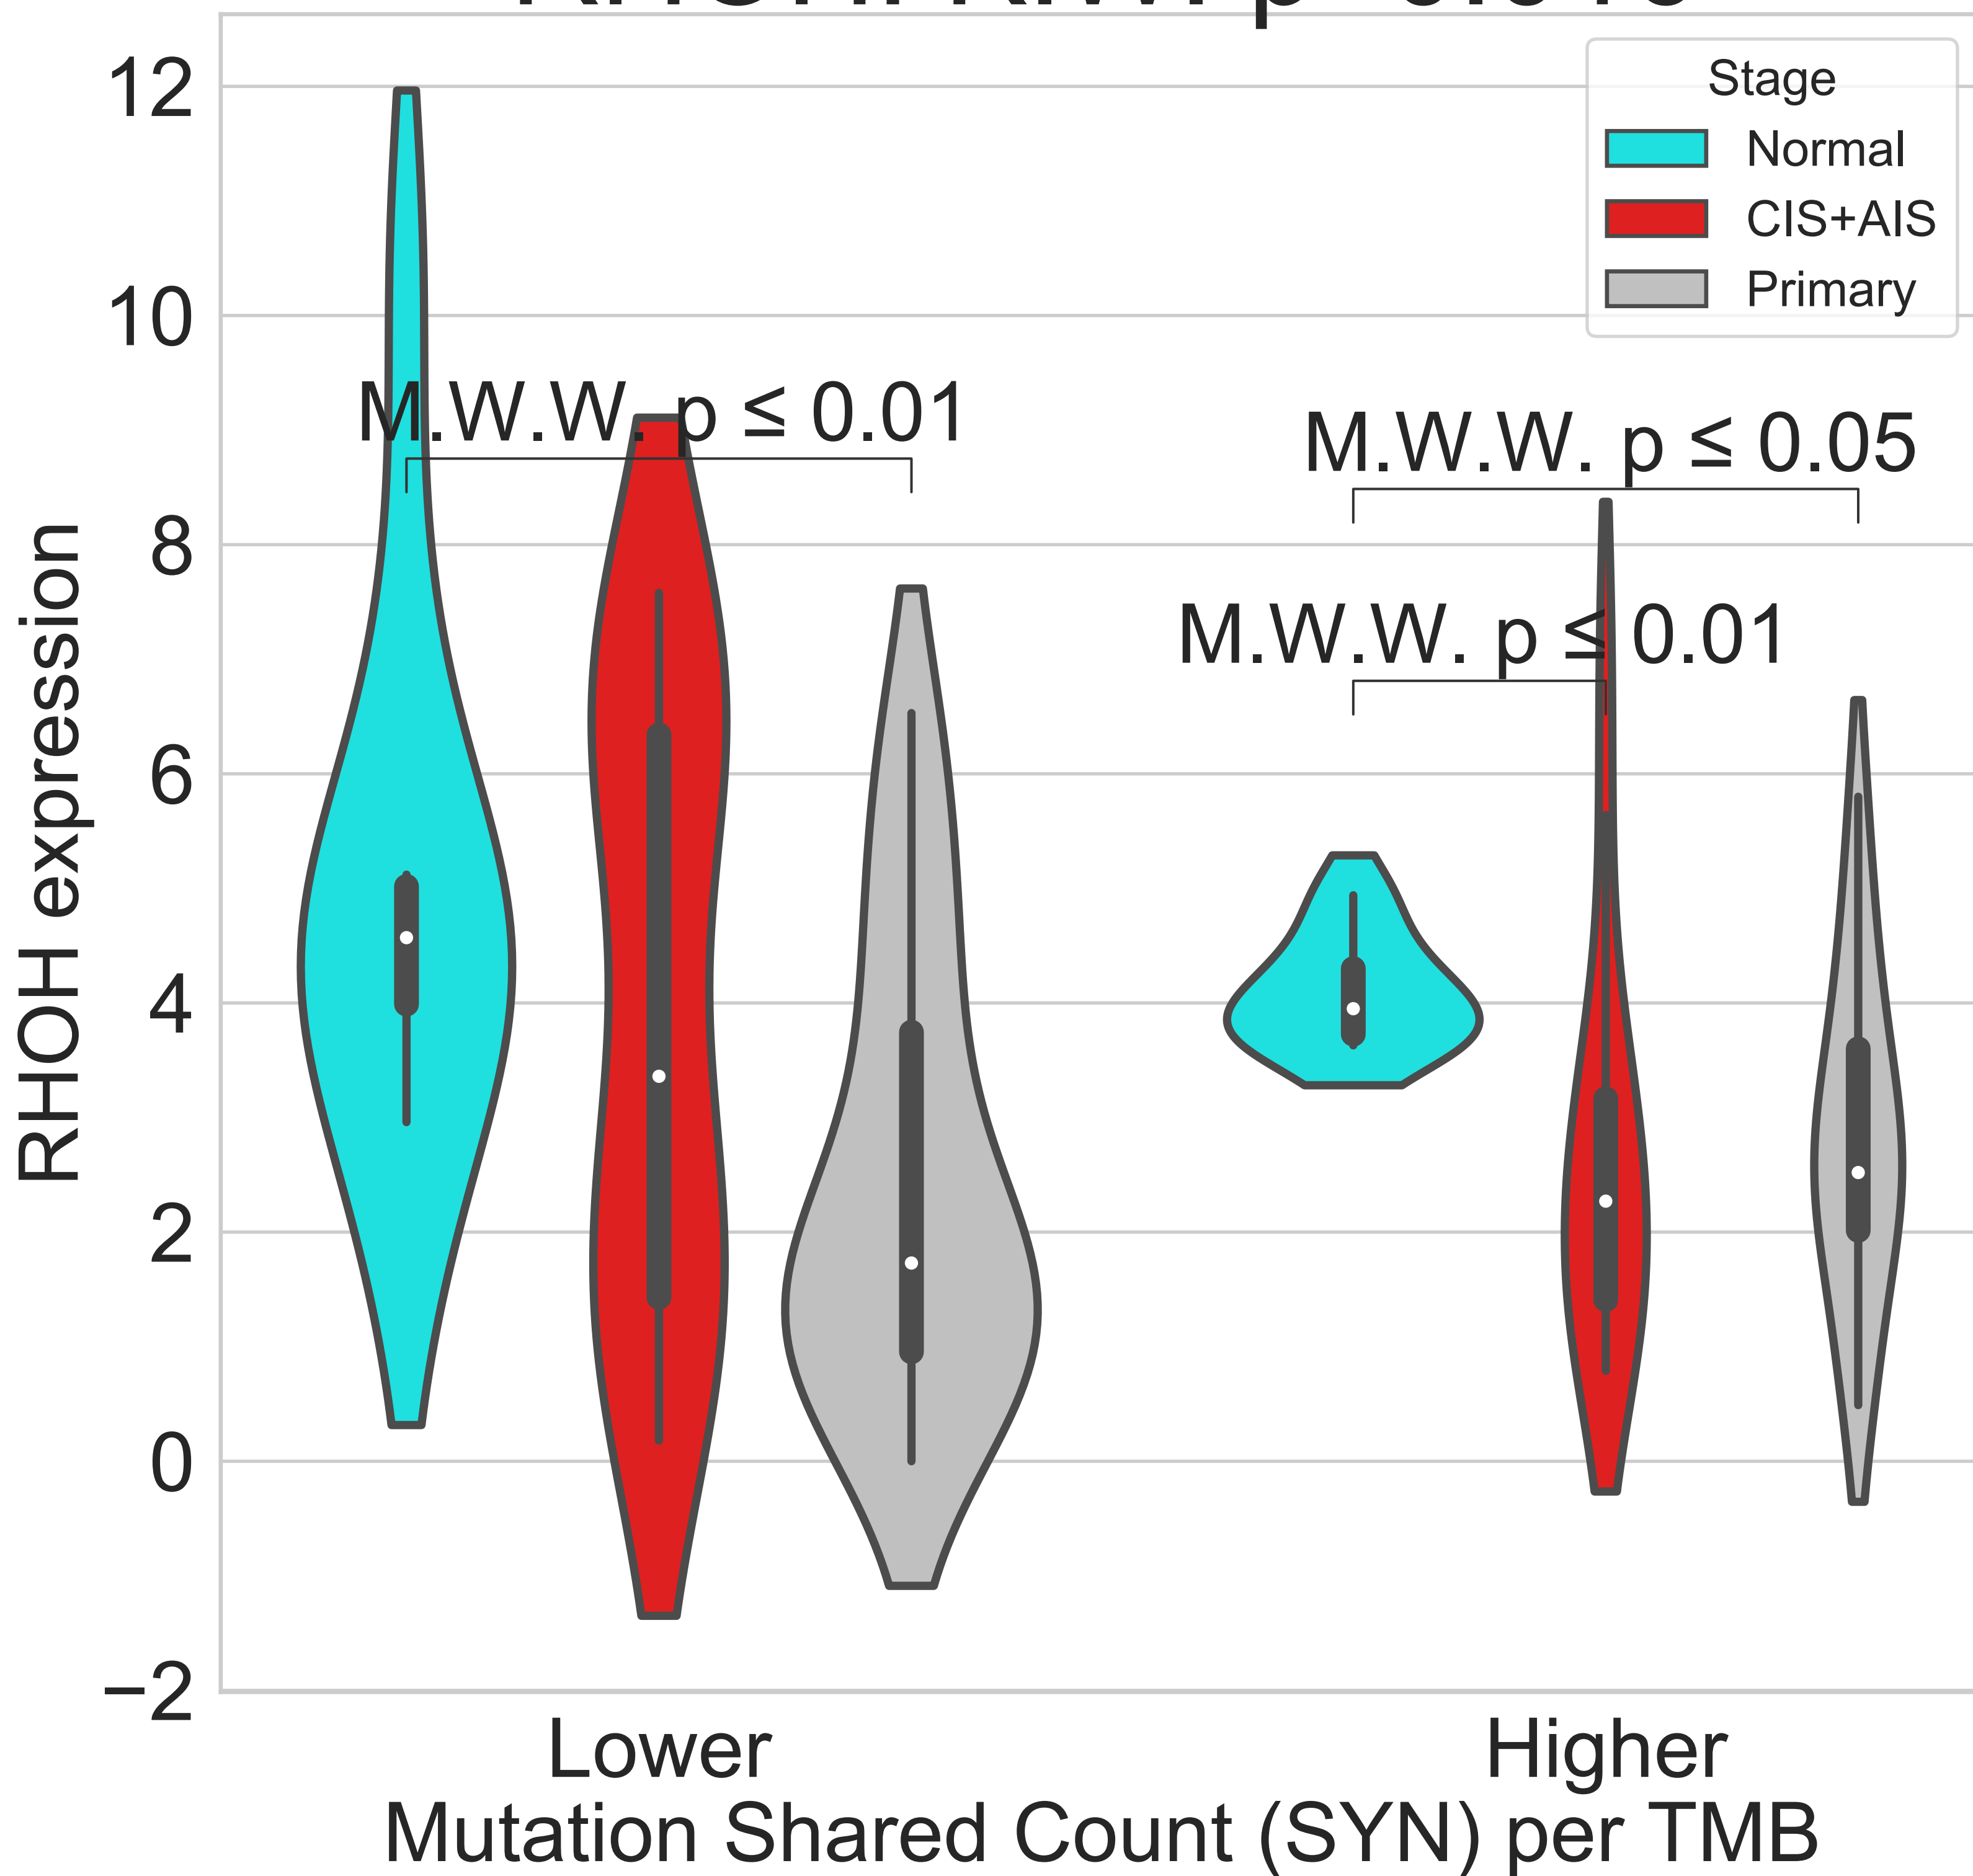 12
10
8
6
4
2
0
−2
RHOH expression
Stage
Normal
CIS+AIS
Primary
M.W.W. p ≤ 0.01
M.W.W. p ≤ 0.05
M.W.W. p ≤ 0.01
Lower
Higher
Mutation Shared Count (SYN) per TMB